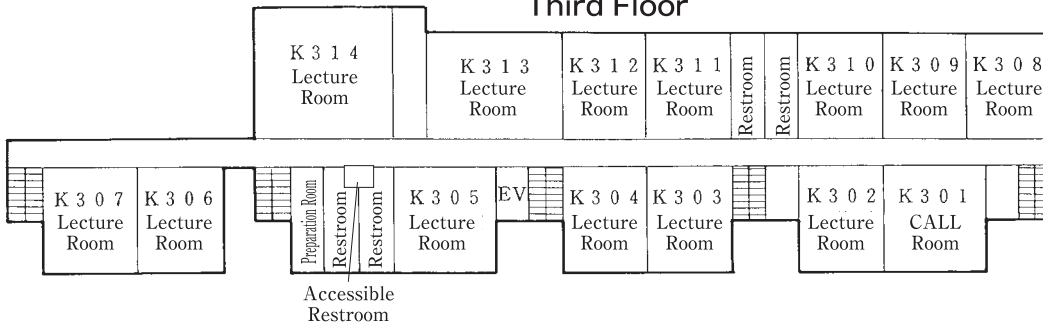 Third Floor
K314
Lecture
Room
K313
Lecture
Room
K312
Lecture
Room
K311
Lecture
Room
Restroom
Restroom
K310
Lecture
Room
K309
Lecture
Room
K308
Lecture
Room
K307
Lecture
Room
K306
Lecture
Room
Preparation Room
Restroom
Restroom
K305
Lecture
Room
EV
K304
Lecture
Room
K303
Lecture
Room
K302
Lecture
Room
K301
CALL
Room
Accessible
Restroom